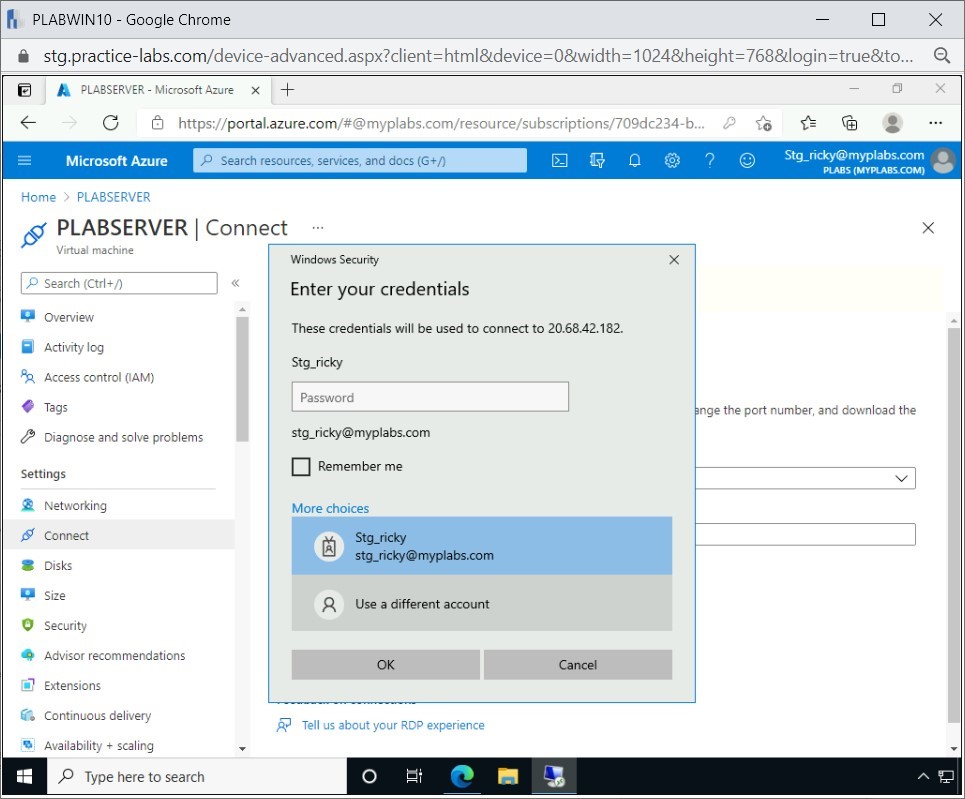 PLABWIN10 - Google Chrome
stg.practice-labs.com/device-advanced.aspx?client=html&device=0&width=1024&height=768&login=true&to...
PLABSERVER - Microsoft Azure
https://portal.azure.com/#@myplabs.com/resource/subscriptions/709dc234-b...
Microsoft Azure
Search resources, services, and docs (G+/)
Stg_ricky@myplabs.com
PLABS (MYPLABS.COM)
Home > PLABSERVER
PLABSERVER | Connect ...
Virtual machine
Search (Ctrl+/)
«
Overview
Activity log
Access control (IAM)
Tags
Diagnose and solve problems
Settings
Networking
Connect
Disks
Size
Security
Advisor recommendations
Extensions
Continuous delivery
Availability + scaling
Windows Security
Enter your credentials
These credentials will be used to connect to 20.68.42.182.
Stg_ricky
Password
stg_ricky@myplabs.com
Remember me
More choices
Stg_ricky
stg_ricky@myplabs.com
Use a different account
OK
Cancel
ange the port number, and download the
Tell us about your RDP experience
Type here to search